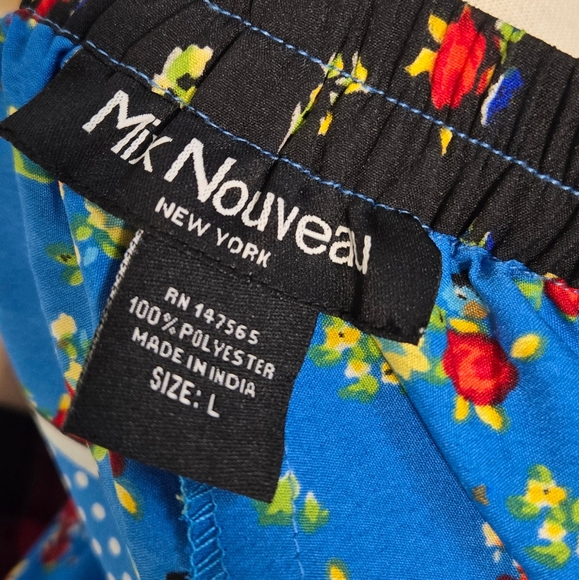 Mix Nouveau
NEW YORK
RN 147565
100% POLYESTER
MADE IN INDIA
SIZE: L